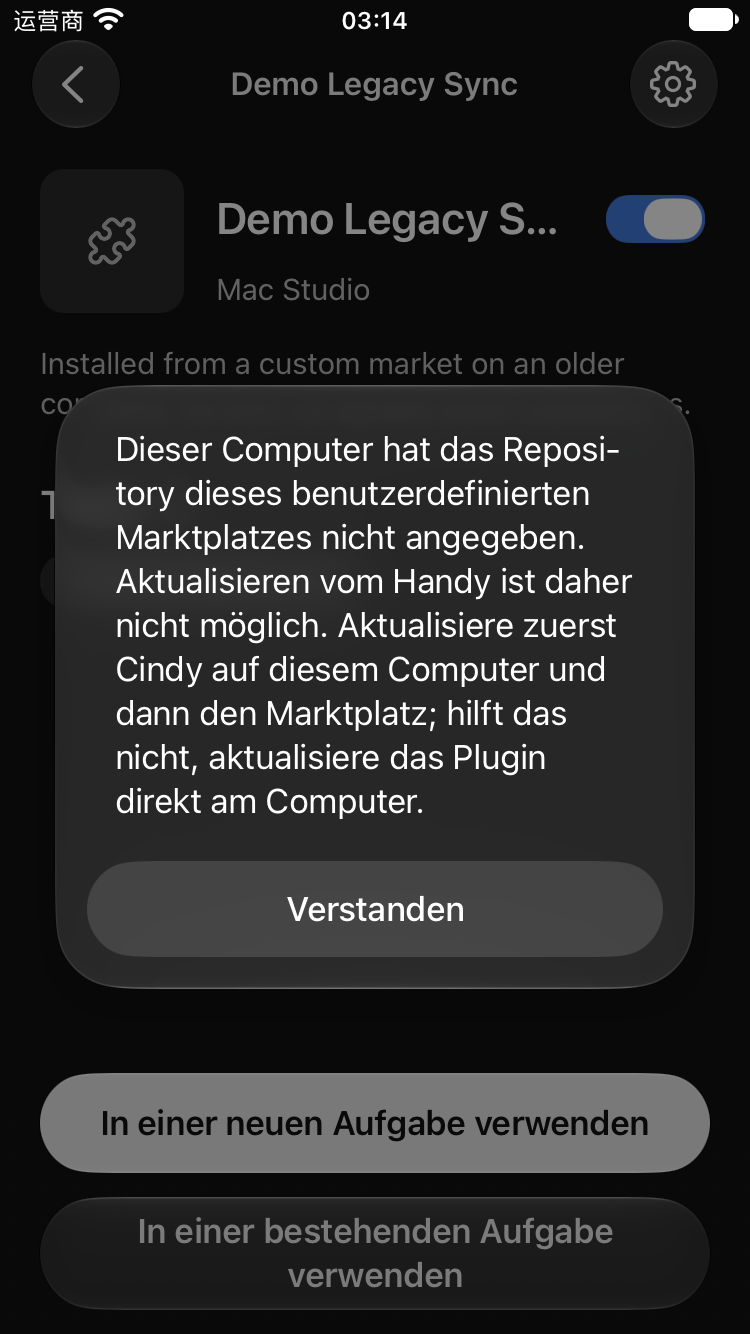 运营商
03:14
Demo Legacy Sync
Demo Legacy S...
Mac Studio
Installed from a custom market on an older
Dieser Computer hat das Reposi-
tory dieses benutzerdefinierten
Marktplatzes nicht angegeben.
Aktualisieren vom Handy ist daher
nicht möglich. Aktualisiere zuerst
Cindy auf diesem Computer und
dann den Marktplatz; hilft das
nicht, aktualisiere das Plugin
direkt am Computer.
Verstanden
In einer neuen Aufgabe verwenden
In einer bestehenden Aufgabe
verwenden